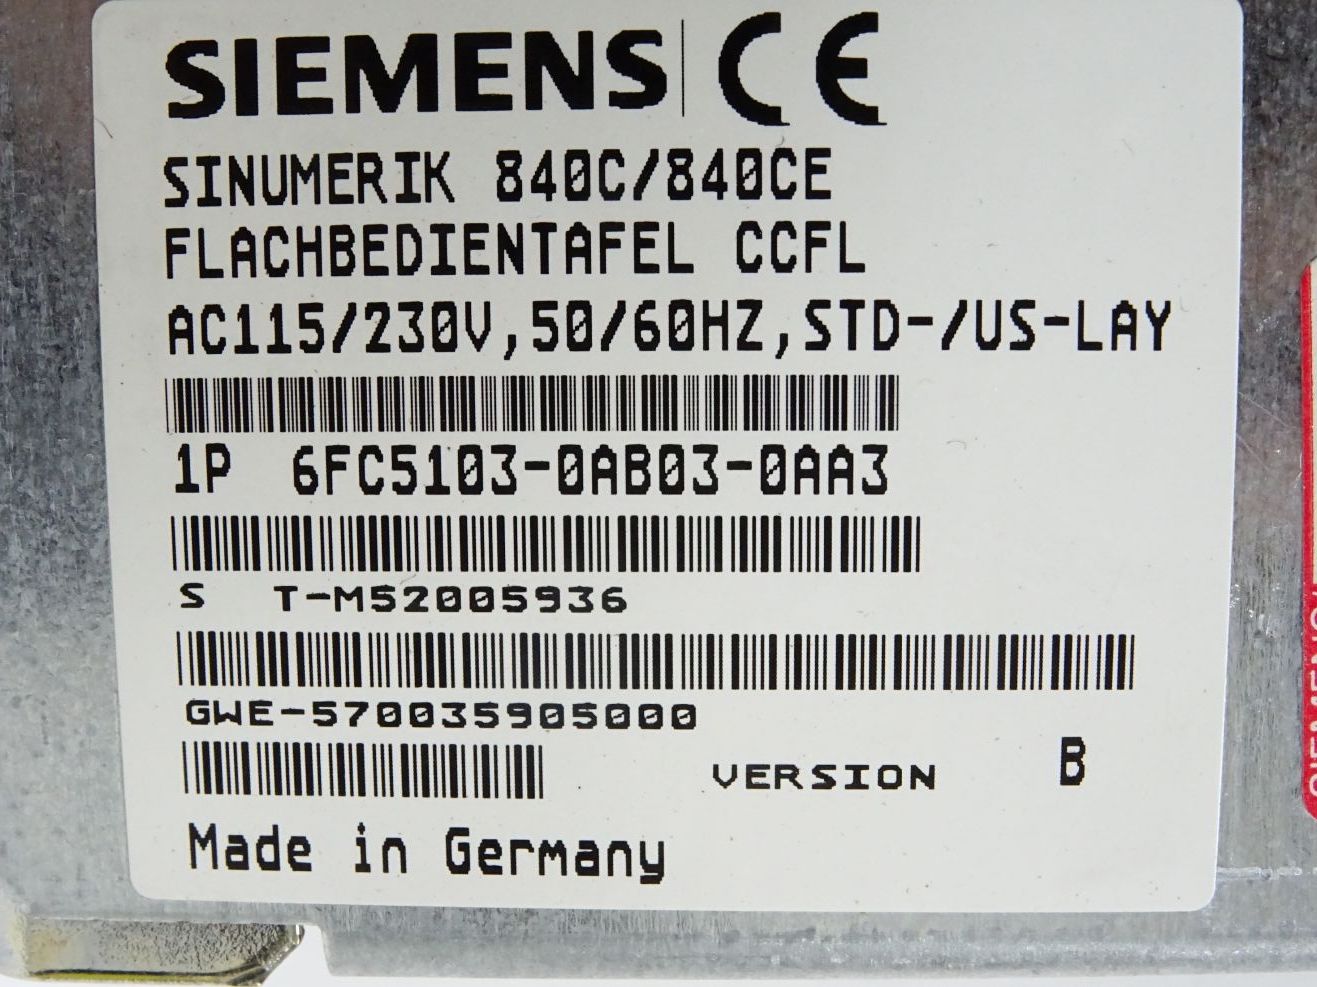 SIEMENS CE
SINUMERIK 840C/840CE
FLACHBEDIENTAFEL CCFL
AC115/230V,50/60HZ,STD-/US-LAY
1P 6FC5103-0AB03-0AA3
S T-M52005936
GWE-570035905000
VERSION B
Made in Germany
SIEMENS